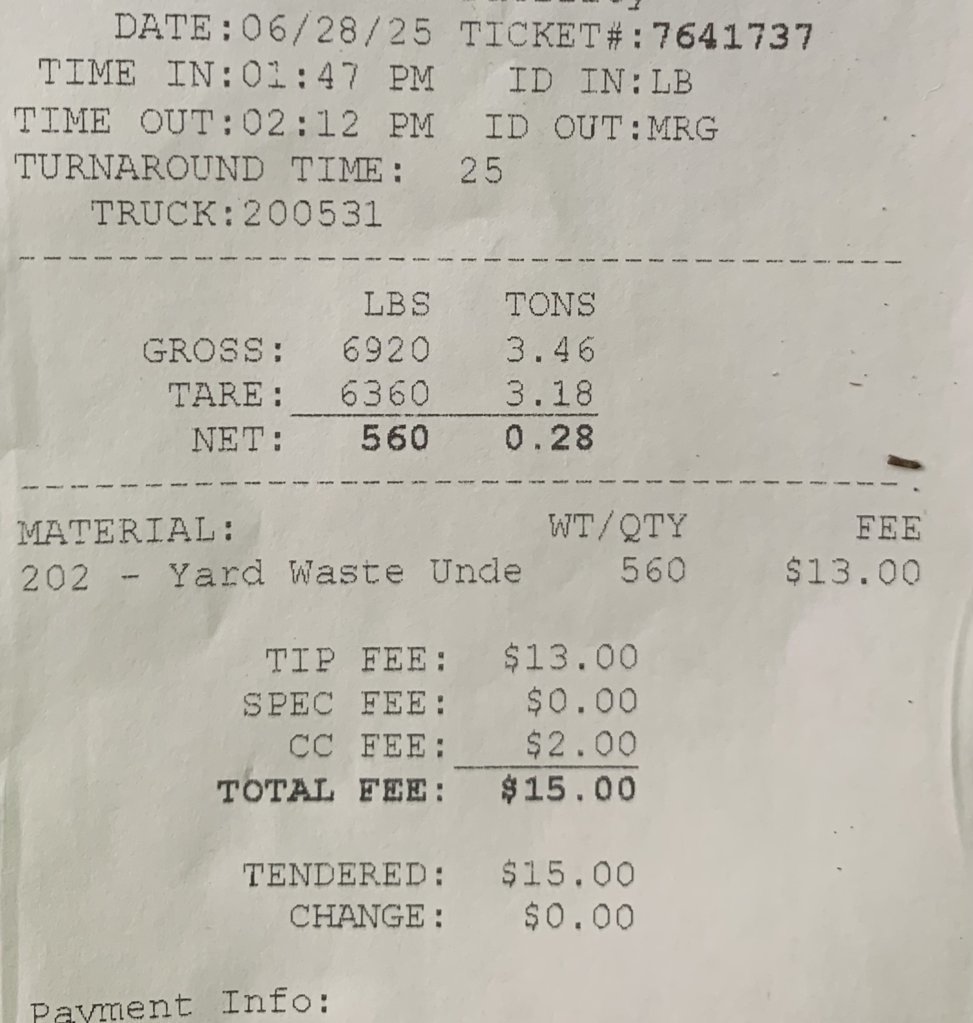 DATE:06/28/25 TICKET#:7641737
TIME IN:01:47 PM ID IN:LB
TIME OUT:02:12 PM ID OUT:MRG
TURNAROUND TIME: 25
TRUCK:200531
LBS TONS
GROSS: 6920 3.46
TARE: 6360 3.18
NET: 560 0.28
MATERIAL: WT/QTY FEE
202 - Yard Waste Unde 560 $13.00
TIP FEE: $13.00
SPEC FEE: $0.00
CC FEE: $2.00
TOTAL FEE: $15.00
TENDERED: $15.00
CHANGE: $0.00
Payment Info: